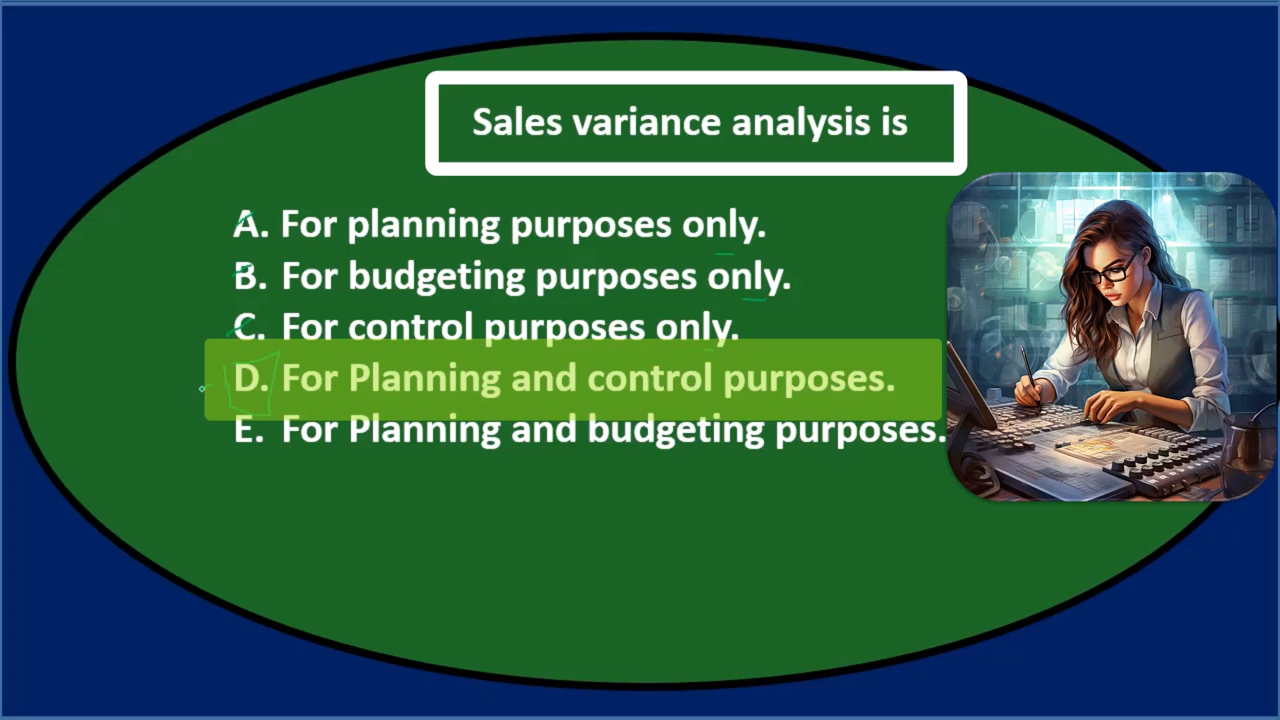 Sales variance analysis is
A. For planning purposes only.
B. For budgeting purposes only.
C. For control purposes only.
D. For Planning and control purposes.
E. For Planning and budgeting purposes.